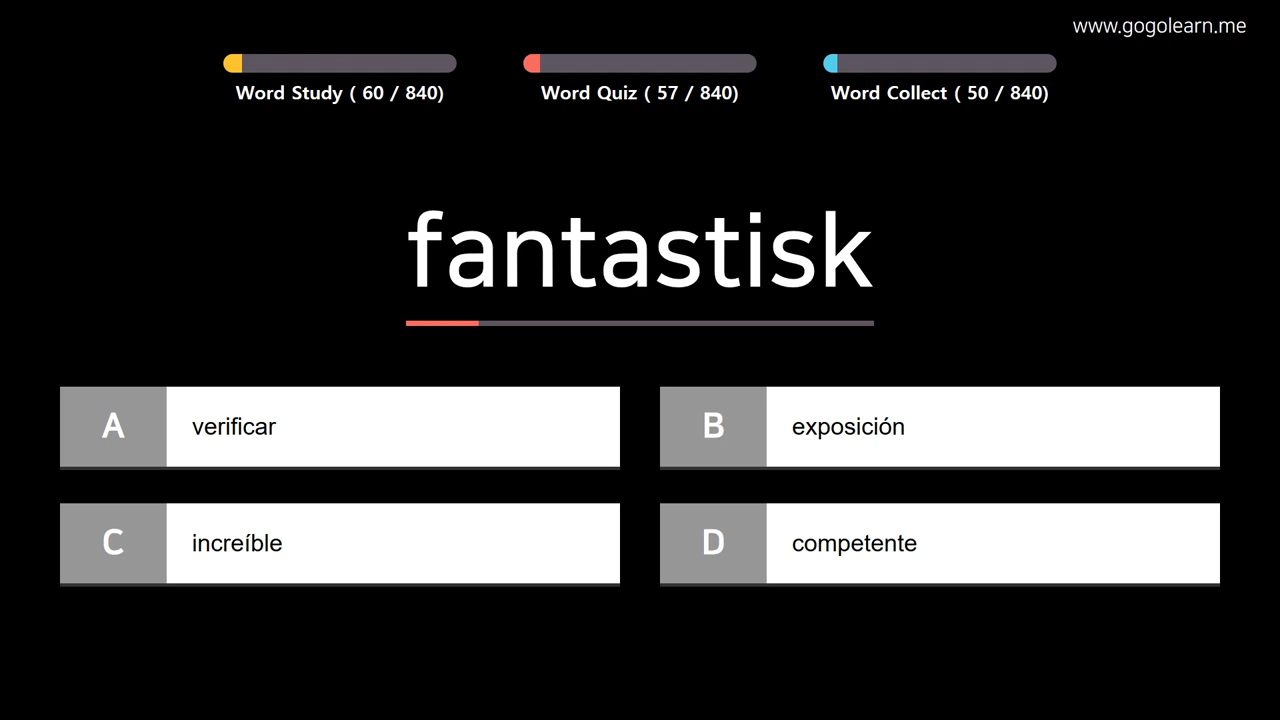 www.gogolearn.me
Word Study ( 60 / 840)
Word Quiz ( 57 / 840)
Word Collect ( 50 / 840)
fantastisk
A verificar
B exposición
C increíble
D competente